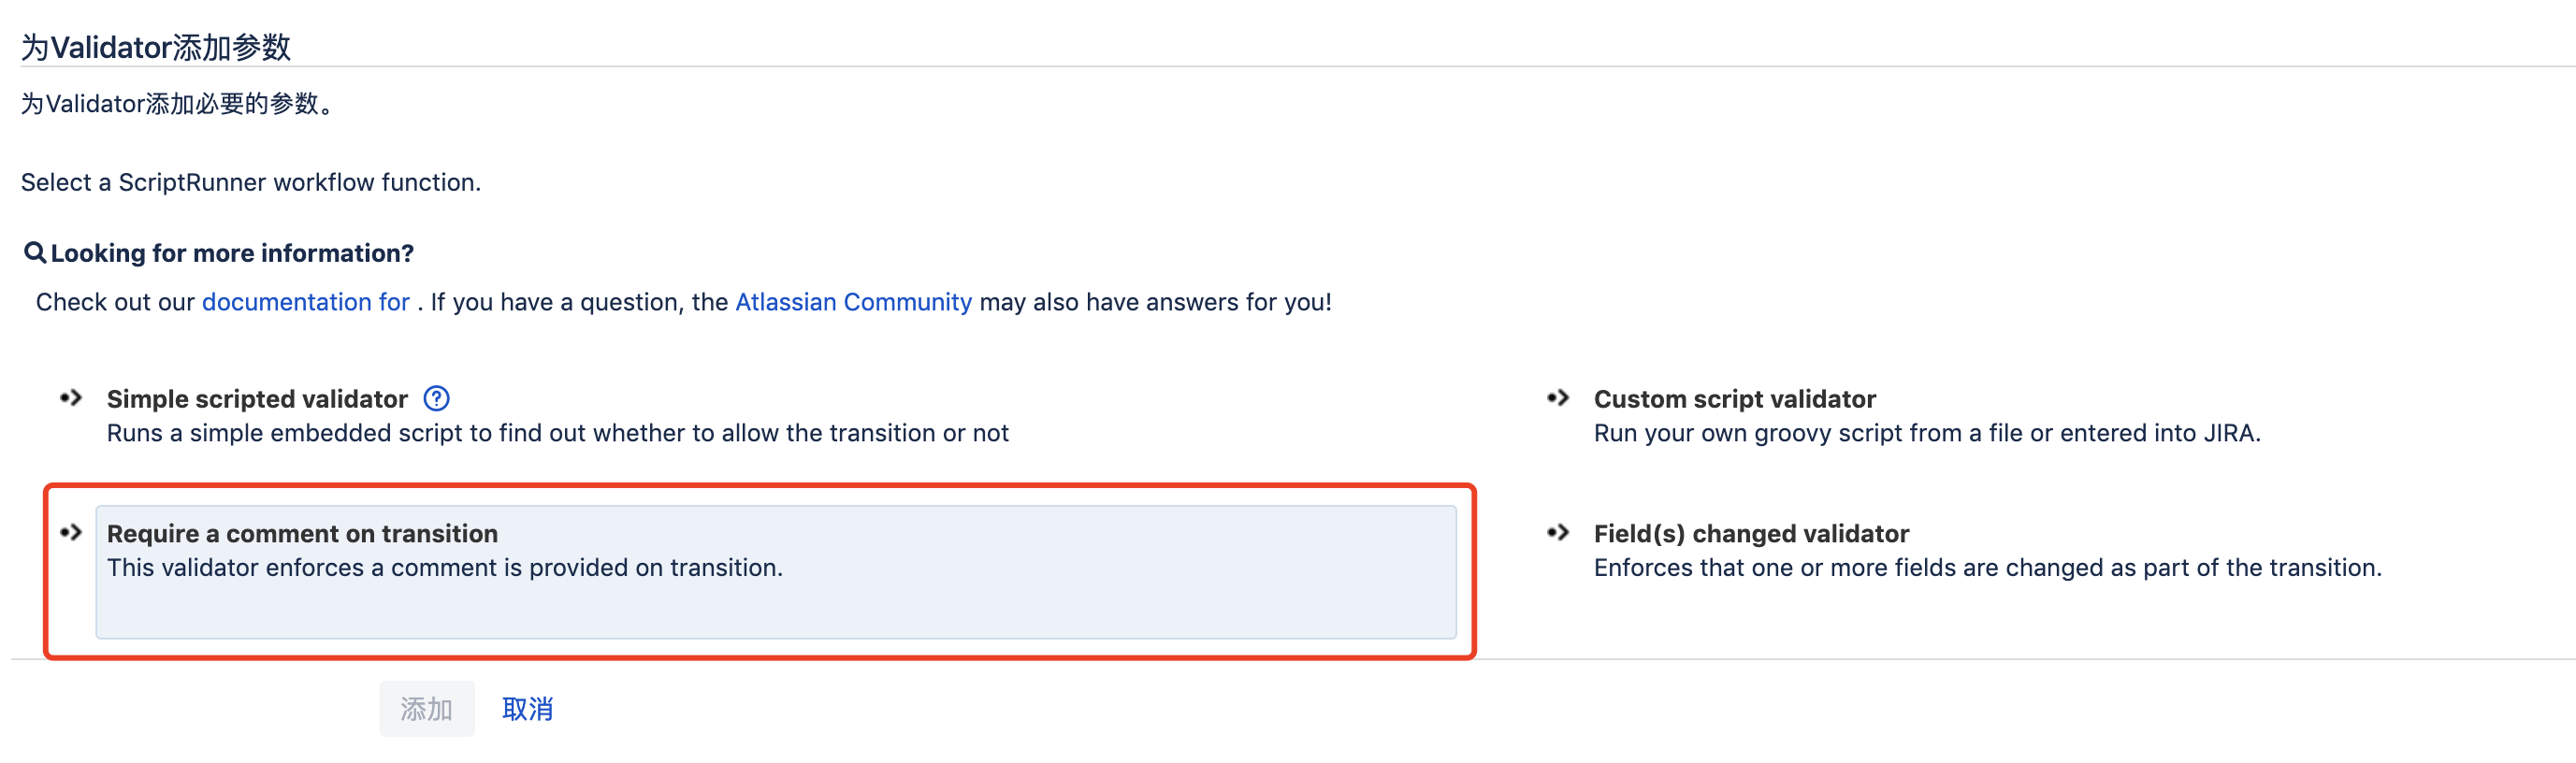 为Validator添加参数
为Validator添加必要的参数。
Select a ScriptRunner workflow function.
Looking for more information?
Check out our documentation for . If you have a question, the Atlassian Community may also have answers for you!
Simple scripted validator ?
Runs a simple embedded script to find out whether to allow the transition or not
Custom script validator
Run your own groovy script from a file or entered into JIRA.
Require a comment on transition
This validator enforces a comment is provided on transition.
Field(s) changed validator
Enforces that one or more fields are changed as part of the transition.
添加 取消